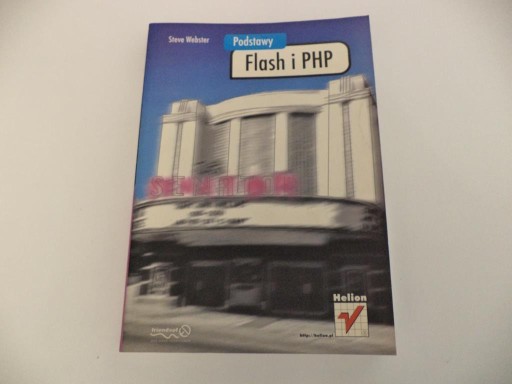 Steve Webster
Podstawy
Flash i PHP
SENATOR
Helion
http://helion.pl